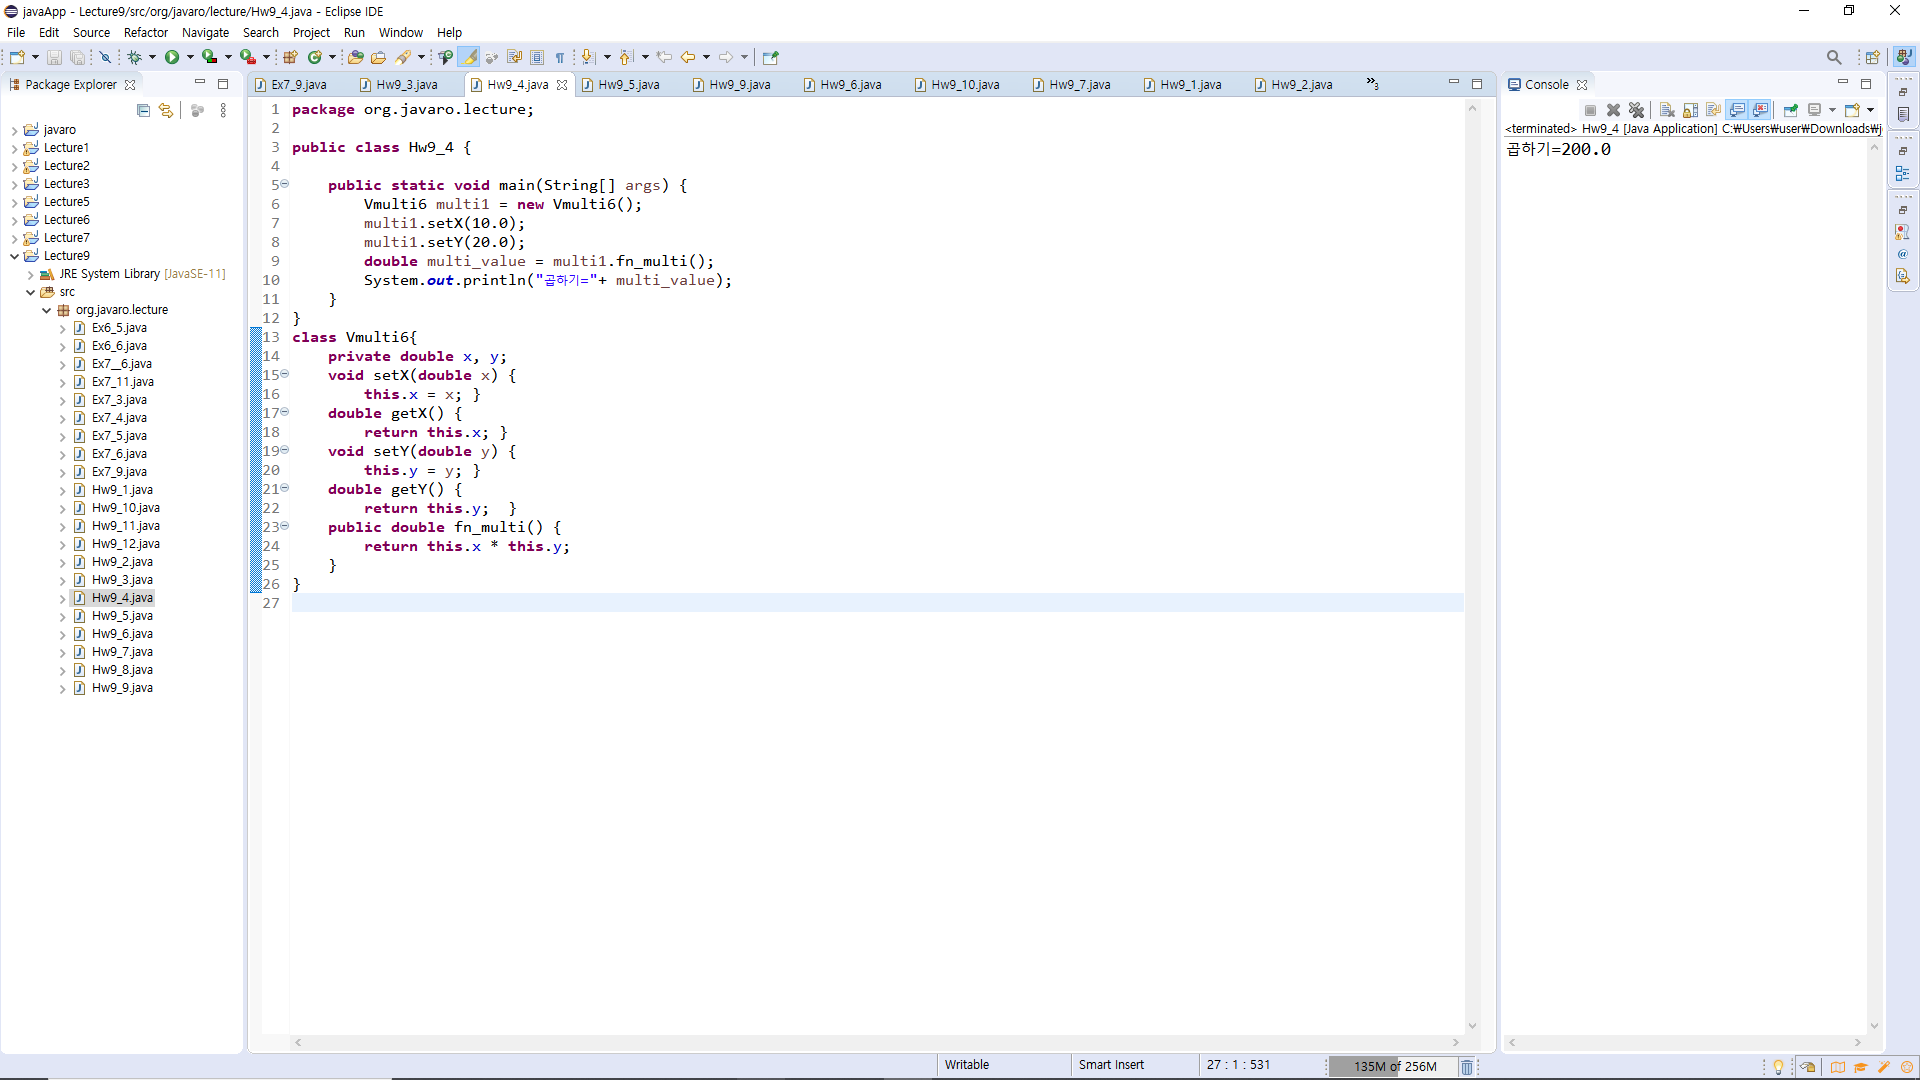 javaApp - Lecture9/src/org/javaro/lecture/Hw9_4.java - Eclipse IDE
File Edit Source Refactor Navigate Search Project Run Window Help
Package Explorer
javaro
Lecture1
Lecture2
Lecture3
Lecture5
Lecture6
Lecture7
Lecture9
JRE System Library [JavaSE-11]
src
org.javaro.lecture
Ex6_5.java
Ex6_6.java
Ex7__6.java
Ex7_11.java
Ex7_3.java
Ex7_4.java
Ex7_5.java
Ex7_6.java
Ex7_9.java
Hw9_1.java
Hw9_10.java
Hw9_11.java
Hw9_12.java
Hw9_2.java
Hw9_3.java
Hw9_4.java
Hw9_5.java
Hw9_6.java
Hw9_7.java
Hw9_8.java
Hw9_9.java
Ex7_9.java Hw9_3.java Hw9_4.java Hw9_5.java Hw9_9.java Hw9_6.java Hw9_10.java Hw9_7.java Hw9_1.java Hw9_2.java »3
1 package org.javaro.lecture;
2
3 public class Hw9_4 {
4
5 public static void main(String[] args) {
6 Vmulti6 multi1 = new Vmulti6();
7 multi1.setX(10.0);
8 multi1.setY(20.0);
9 double multi_value = multi1.fn_multi();
10 System.out.println("곱하기="+ multi_value);
11 }
12 }
13 class Vmulti6{
14 private double x, y;
15 void setX(double x) {
16 this.x = x; }
17 double getX() {
18 return this.x; }
19 void setY(double y) {
20 this.y = y; }
21 double getY() {
22 return this.y;  }
23 public double fn_multi() {
24 return this.x * this.y;
25 }
26 }
27
Console
<terminated> Hw9_4 [Java Application] C:₩Users₩user₩Downloads₩j
곱하기=200.0
Writable Smart Insert 27 : 1 : 531 135M of 256M